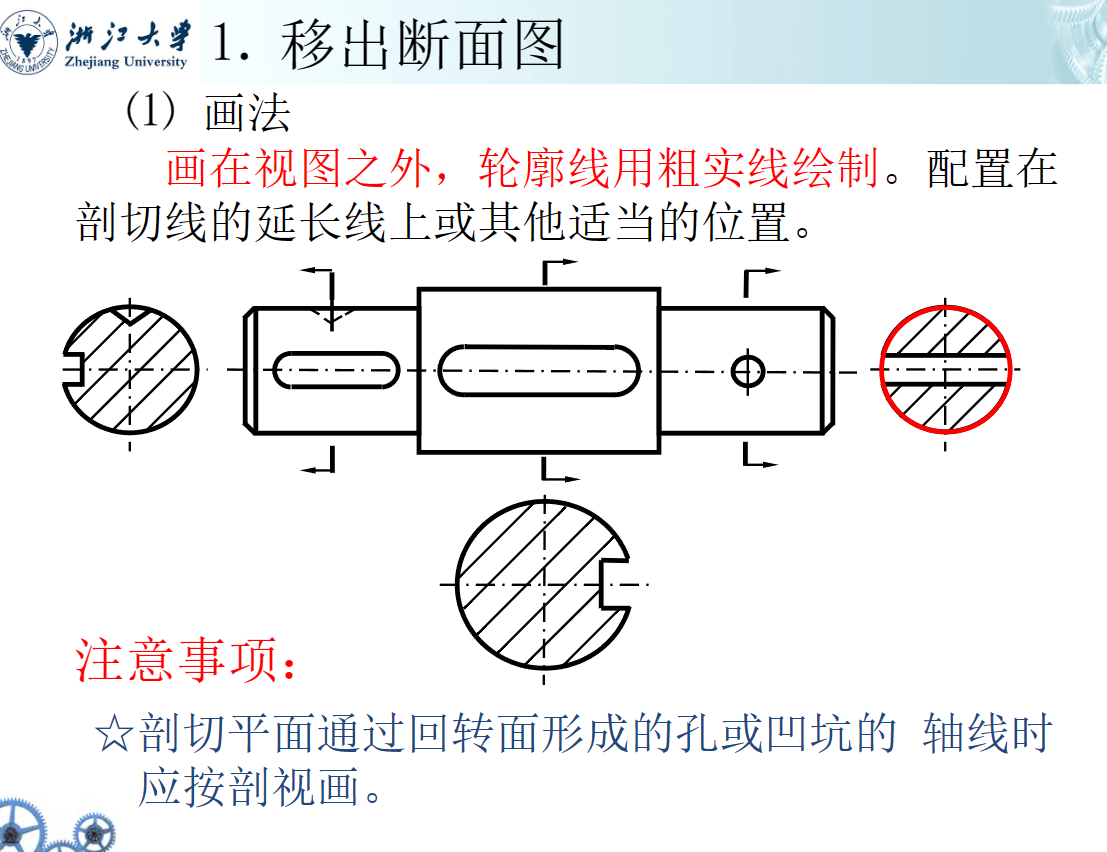 浙江大学
Zhejiang University
1. 移出断面图
(1) 画法
画在视图之外，轮廓线用粗实线绘制。配置在
剖切线的延长线上或其他适当的位置。
注意事项：
☆剖切平面通过回转面形成的孔或凹坑的 轴线时
应按剖视画。